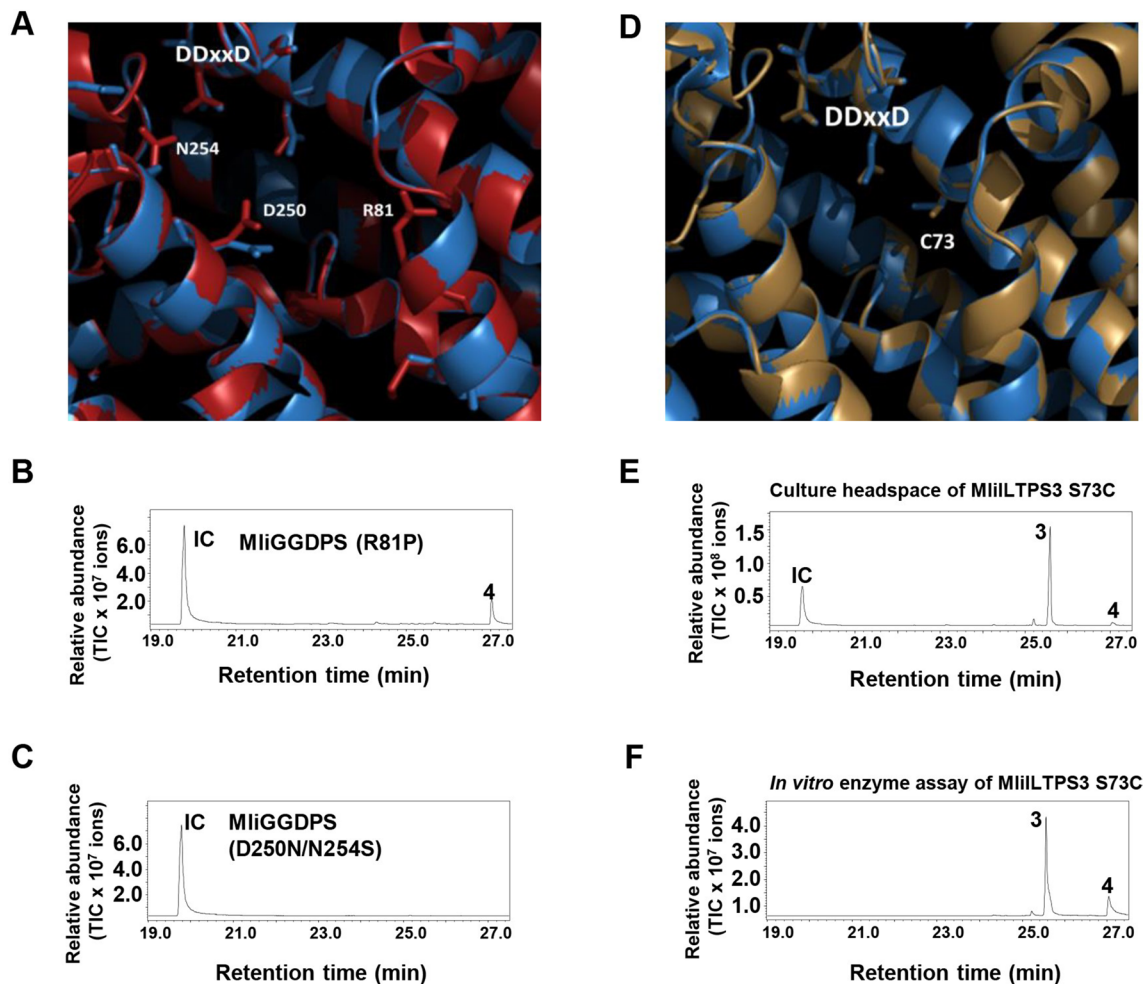 A
DDxxD
N254
D250
R81
B
Relative abundance
(TIC x 10⁷ ions)
6.0
4.0
2.0
IC
MliGGDPS (R81P)
4
19.0
21.0
23.0
25.0
27.0
Retention time (min)
C
Relative abundance
(TIC x 10⁷ ions)
6.0
4.0
2.0
IC
MliGGDPS
(D250N/N254S)
19.0
21.0
23.0
25.0
27.0
Retention time (min)
D
DDxxD
C73
E
Culture headspace of MliILTPS3 S73C
Relative abundance
(TIC x 10⁸ ions)
1.5
1.0
0.5
IC
3
4
19.0
21.0
23.0
25.0
27.0
Retention time (min)
F
In vitro enzyme assay of MliILTPS3 S73C
Relative abundance
(TIC x 10⁷ ions)
4.0
3.0
2.0
1.0
3
4
19.0
21.0
23.0
25.0
27.0
Retention time (min)